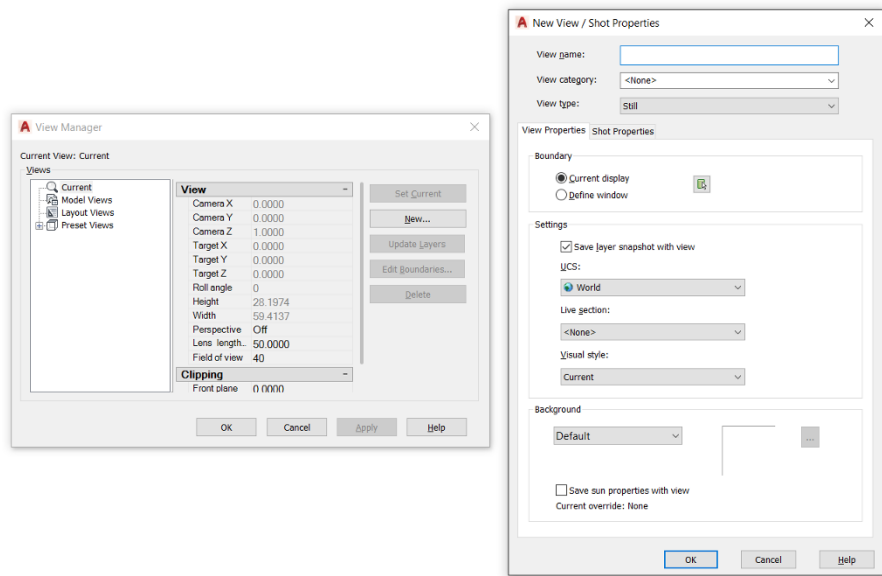 View Manager
Current View: Current
Views
Current
Model Views
Layout Views
Preset Views
View
Camera X 0.0000
Camera Y 0.0000
Camera Z 1.0000
Target X 0.0000
Target Y 0.0000
Target Z 0.0000
Roll angle 0
Height 28.1974
Width 59.4137
Perspective Off
Lens length... 50.0000
Field of view 40
Clipping
Front plane 0.0000
Set Current
New...
Update Layers
Edit Boundaries...
Delete
OK Cancel Apply Help
New View / Shot Properties
View name:
View category: <None>
View type: Still
View Properties Shot Properties
Boundary
Current display
Define window
Settings
Save layer snapshot with view
UCS:
World
Live section:
<None>
Visual style:
Current
Background
Default ...
Save sun properties with view
Current override: None
OK Cancel Help